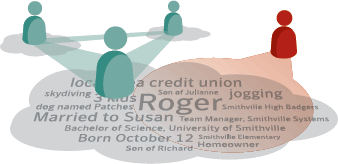 local area credit union
skydiving Son of Julianne jogging
3 kids Roger
dog named Patches Smithville High Badgers
Married to Susan Team Manager, Smithville Systems
Bachelor of Science, University of Smithville
Born October 12 Smithville Elementary
Son of Richard Homeowner